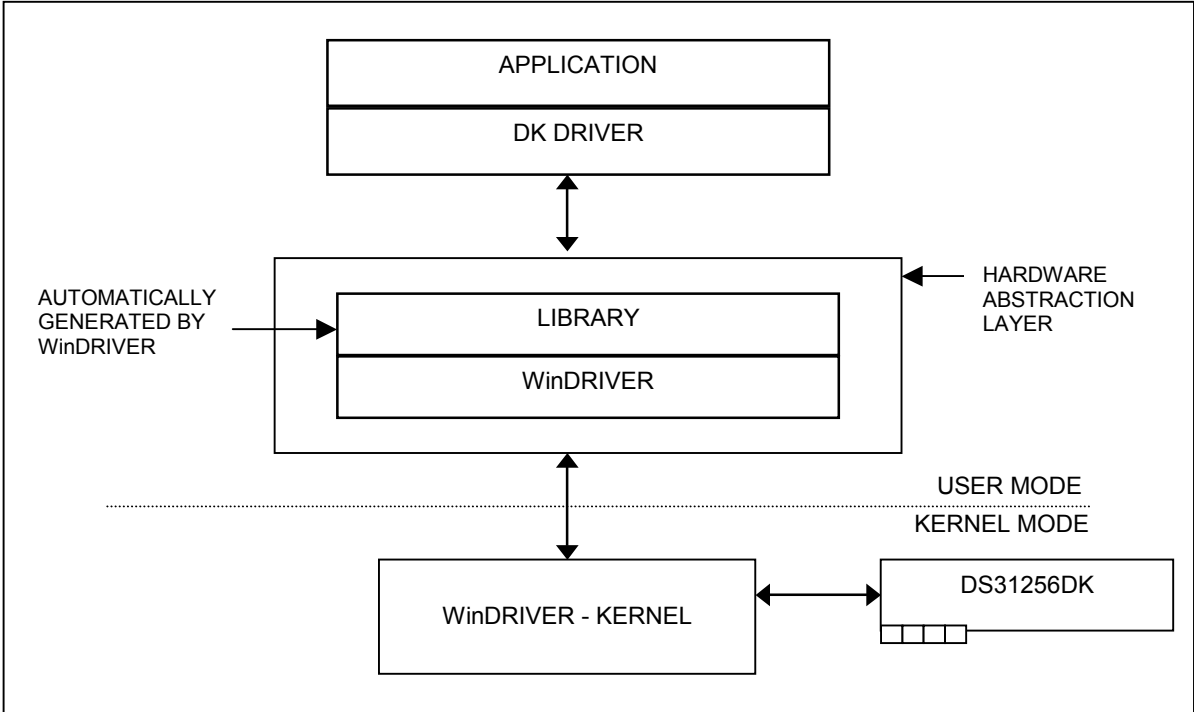 APPLICATION
DK DRIVER
AUTOMATICALLY
GENERATED BY
WinDRIVER
LIBRARY
WinDRIVER
HARDWARE
ABSTRACTION
LAYER
USER MODE
KERNEL MODE
WinDRIVER - KERNEL
DS31256DK